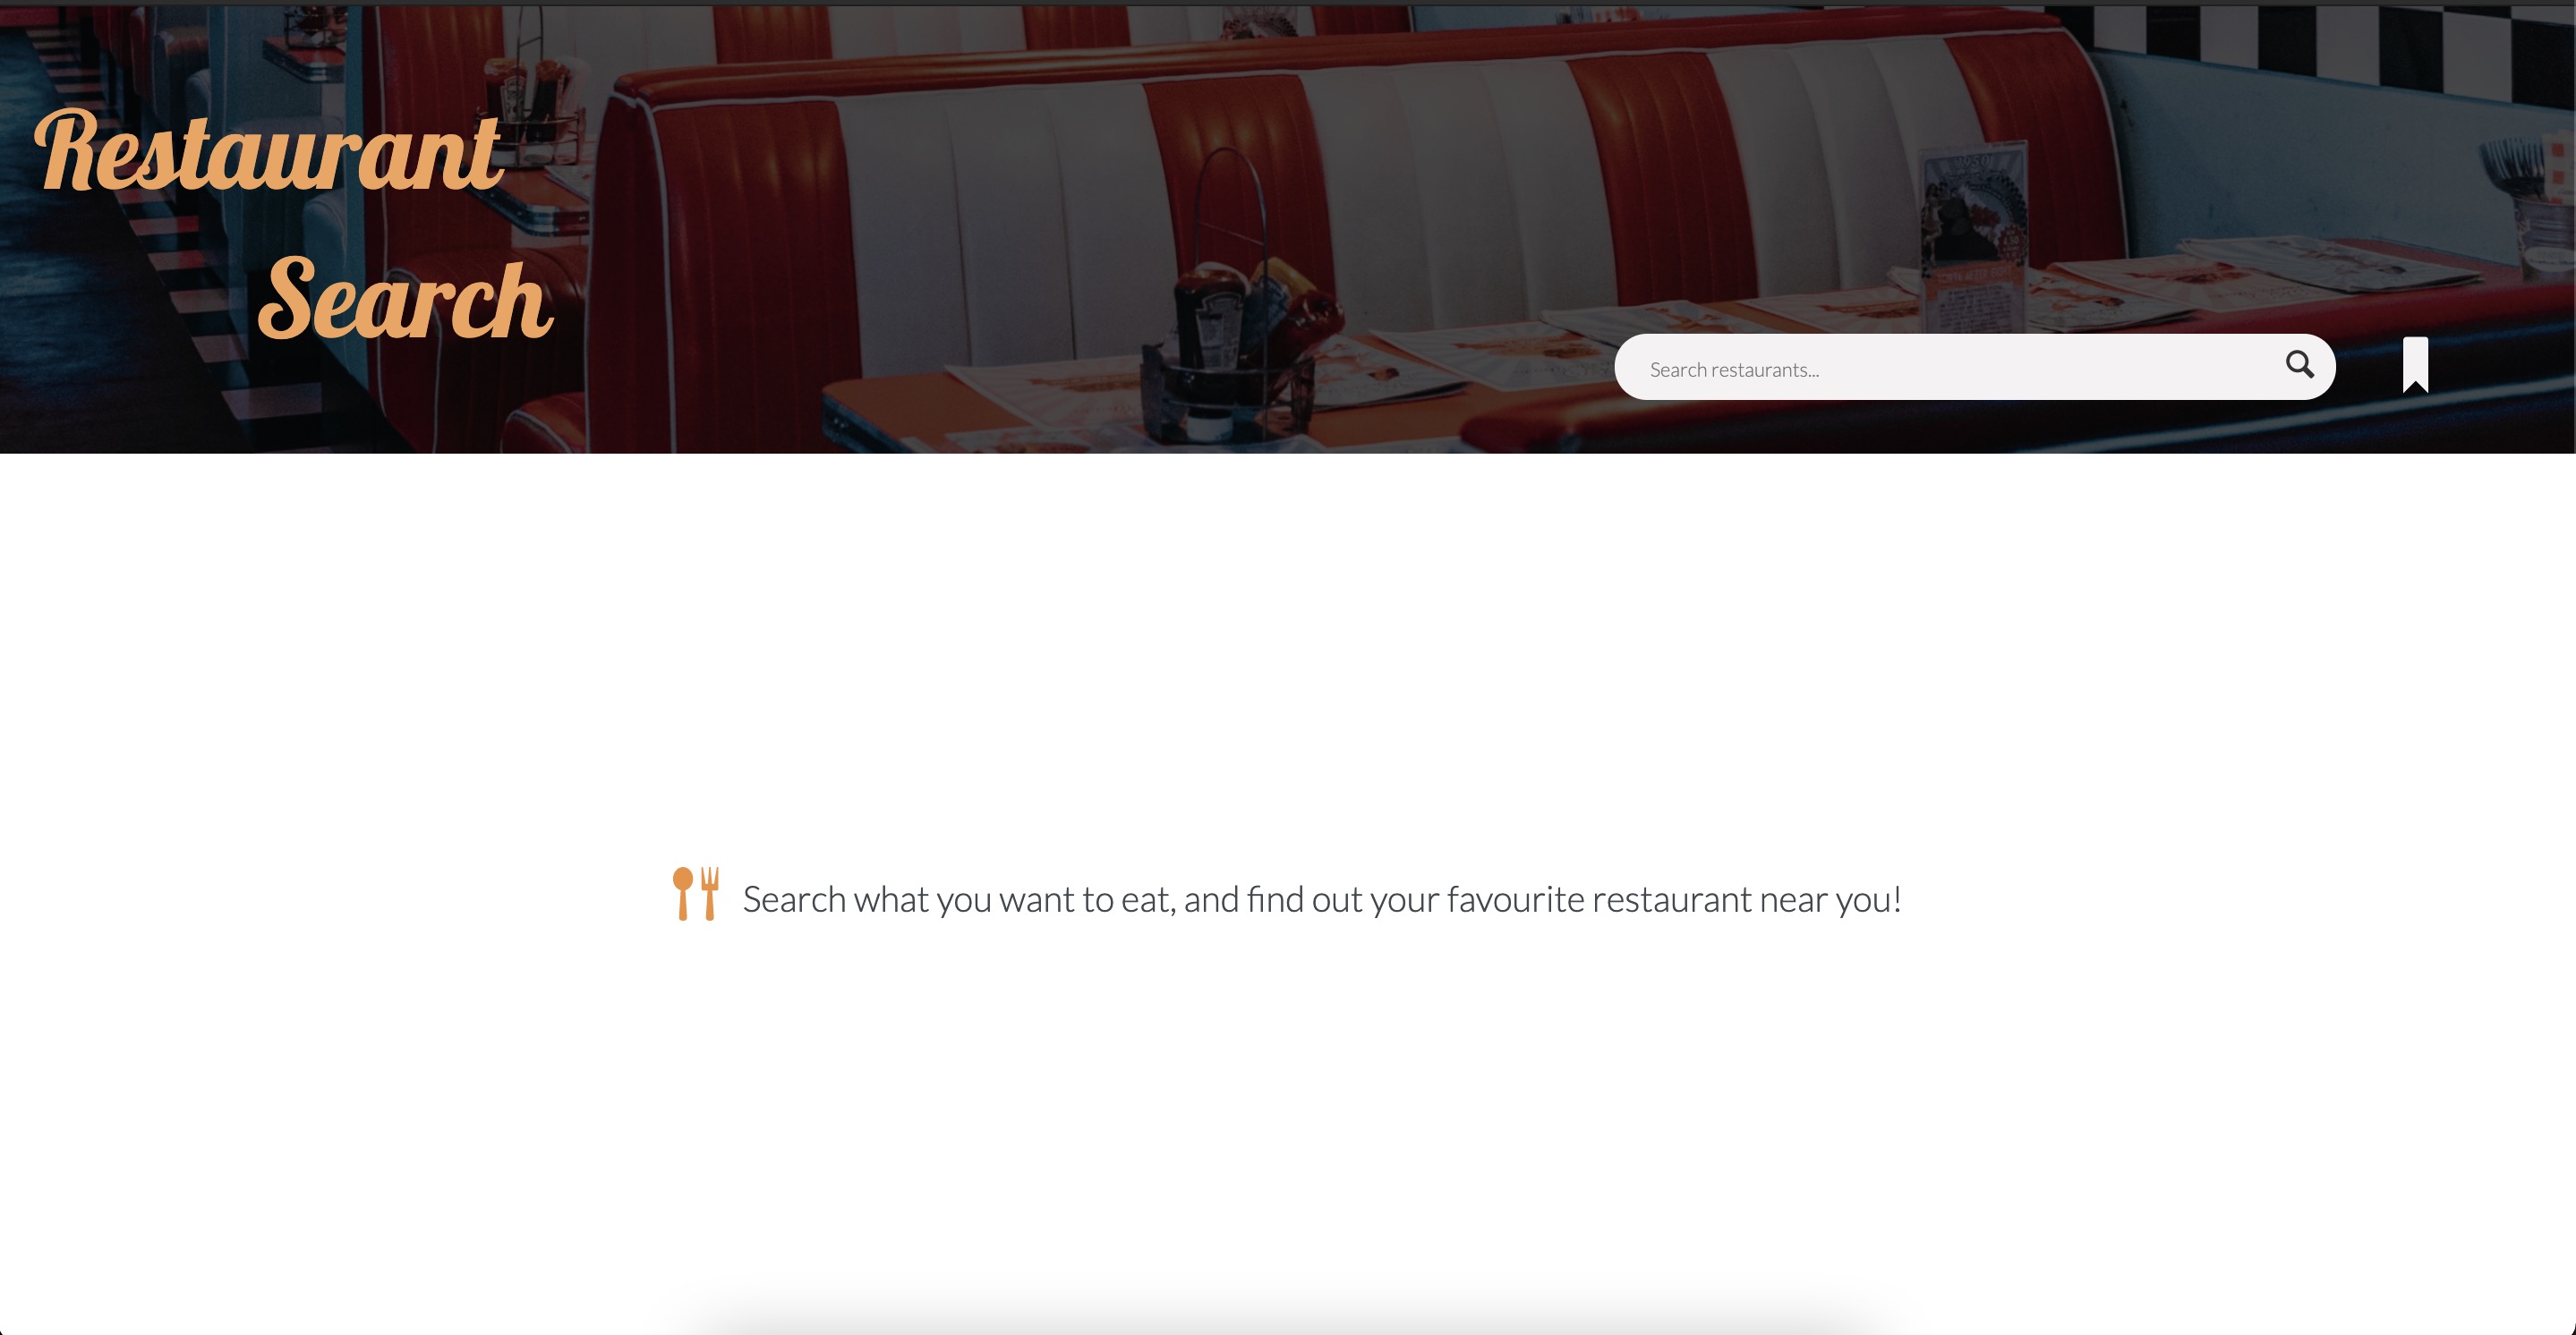 Restaurant
Search
Search restaurants...
Search what you want to eat, and find out your favourite restaurant near you!